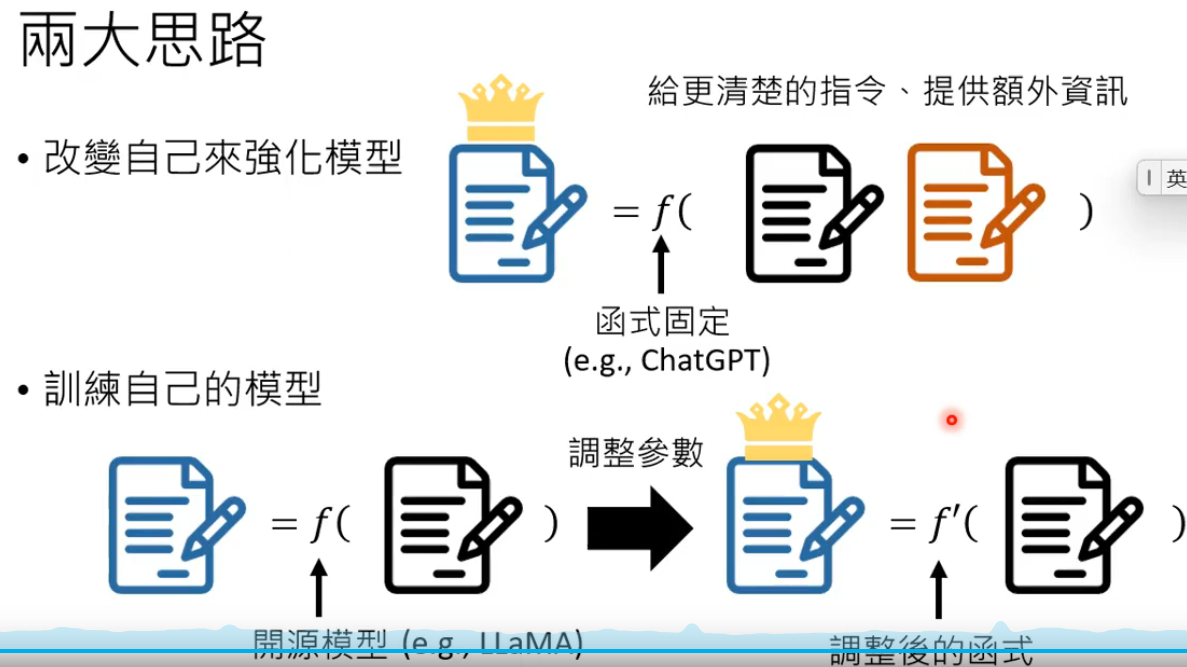 兩大思路
給更清楚的指令、提供額外資訊
• 改變自己來強化模型
= f( )
函式固定
(e.g., ChatGPT)
• 訓練自己的模型
調整參數
= f( )
= f′( )
開源模型 (e.g., LLaMA)
調整後的函式
英